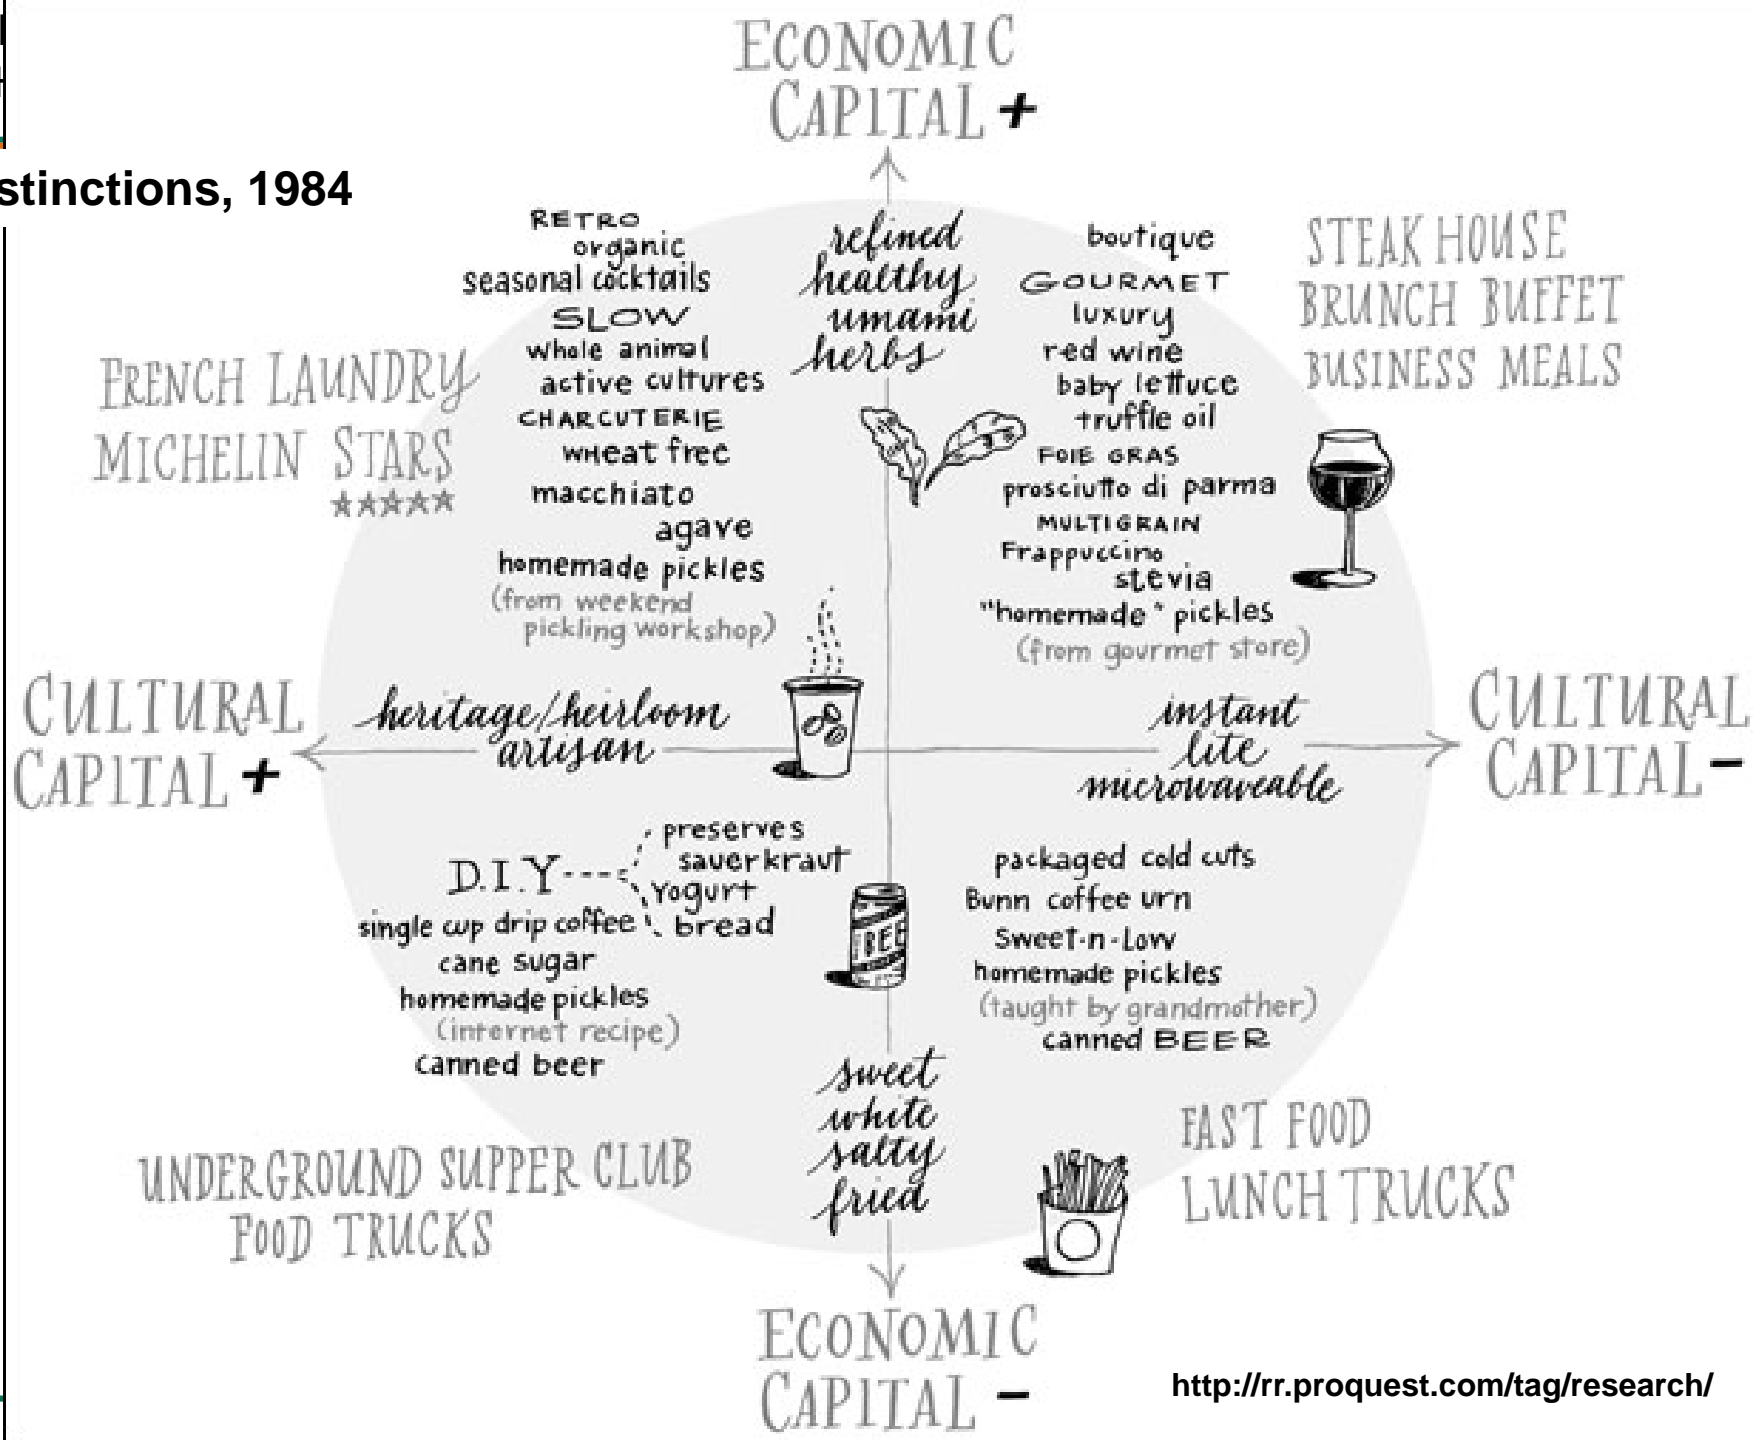 ECONOMIC
CAPITAL +
stinctions, 1984
RETRO
organic
seasonal cocktails
SLOW
whole animal
active cultures
CHARCUTERIE
wheat free
macchiato
agave
homemade pickles
(from weekend
pickling workshop)
refined
healthy
umami
herbs
boutique
GOURMET
luxury
red wine
baby lettuce
truffle oil
FOIE GRAS
prosciutto di parma
MULTIGRAIN
Frappuccino
stevia
"homemade" pickles
(from gourmet store)
STEAK HOUSE
BRUNCH BUFFET
BUSINESS MEALS
FRENCH LAUNDRY
MICHELIN STARS
★★★★★
CULTURAL
CAPITAL +
heritage/heirloom
artisan
instant
lite
microwaveable
CULTURAL
CAPITAL -
D.I.Y
preserves
sauerkraut
yogurt
bread
single cup drip coffee
cane sugar
homemade pickles
(internet recipe)
canned beer
BEE
packaged cold cuts
Bunn coffee urn
Sweet-n-Low
homemade pickles
(taught by grandmother)
canned BEER
sweet
white
salty
fried
UNDERGROUND SUPPER CLUB
FOOD TRUCKS
FAST FOOD
LUNCH TRUCKS
ECONOMIC
CAPITAL -
http://rr.proquest.com/tag/research/